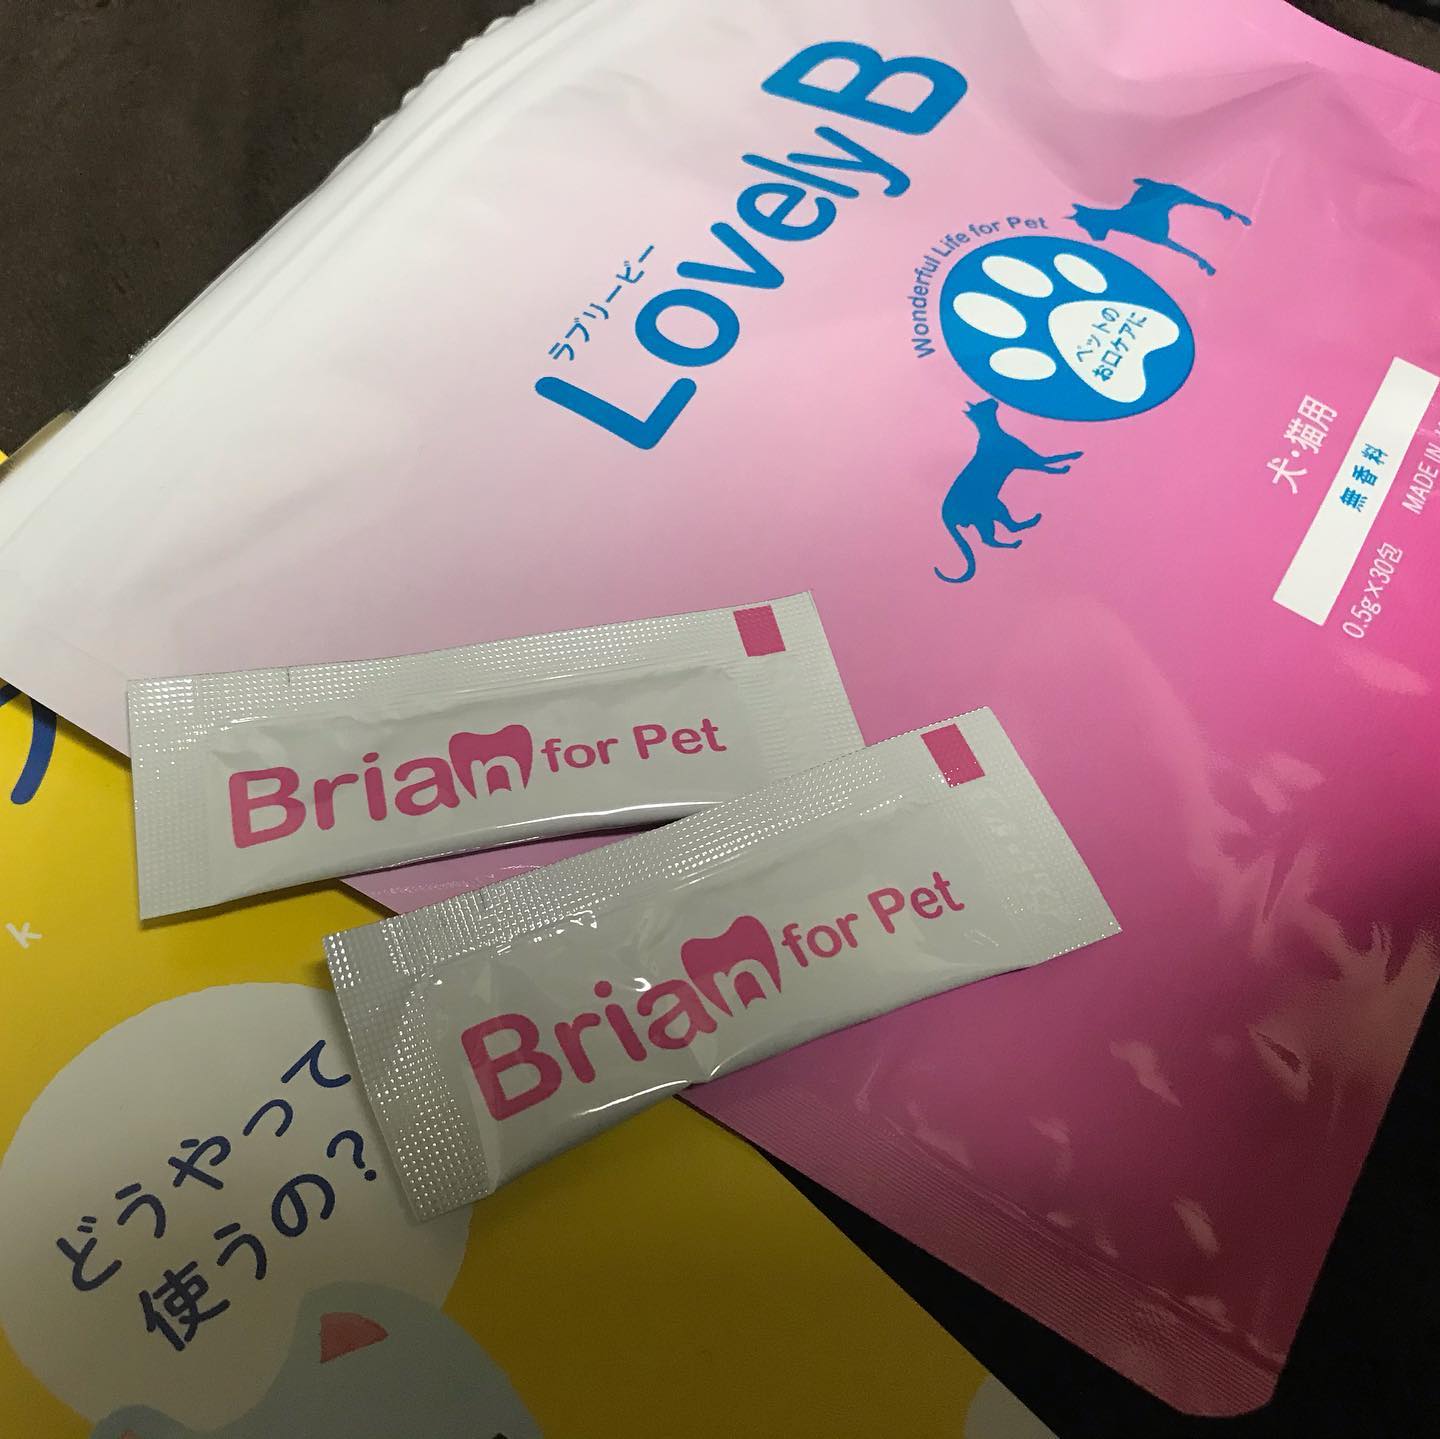 ラブリービー
LovelyB
Wonderful Life for Pet
ペットの
お口ケアに
犬・猫用
無香料
0.5g×30包
MADE IN
Brian for Pet
Brian for Pet
k
どうやって
使うの?